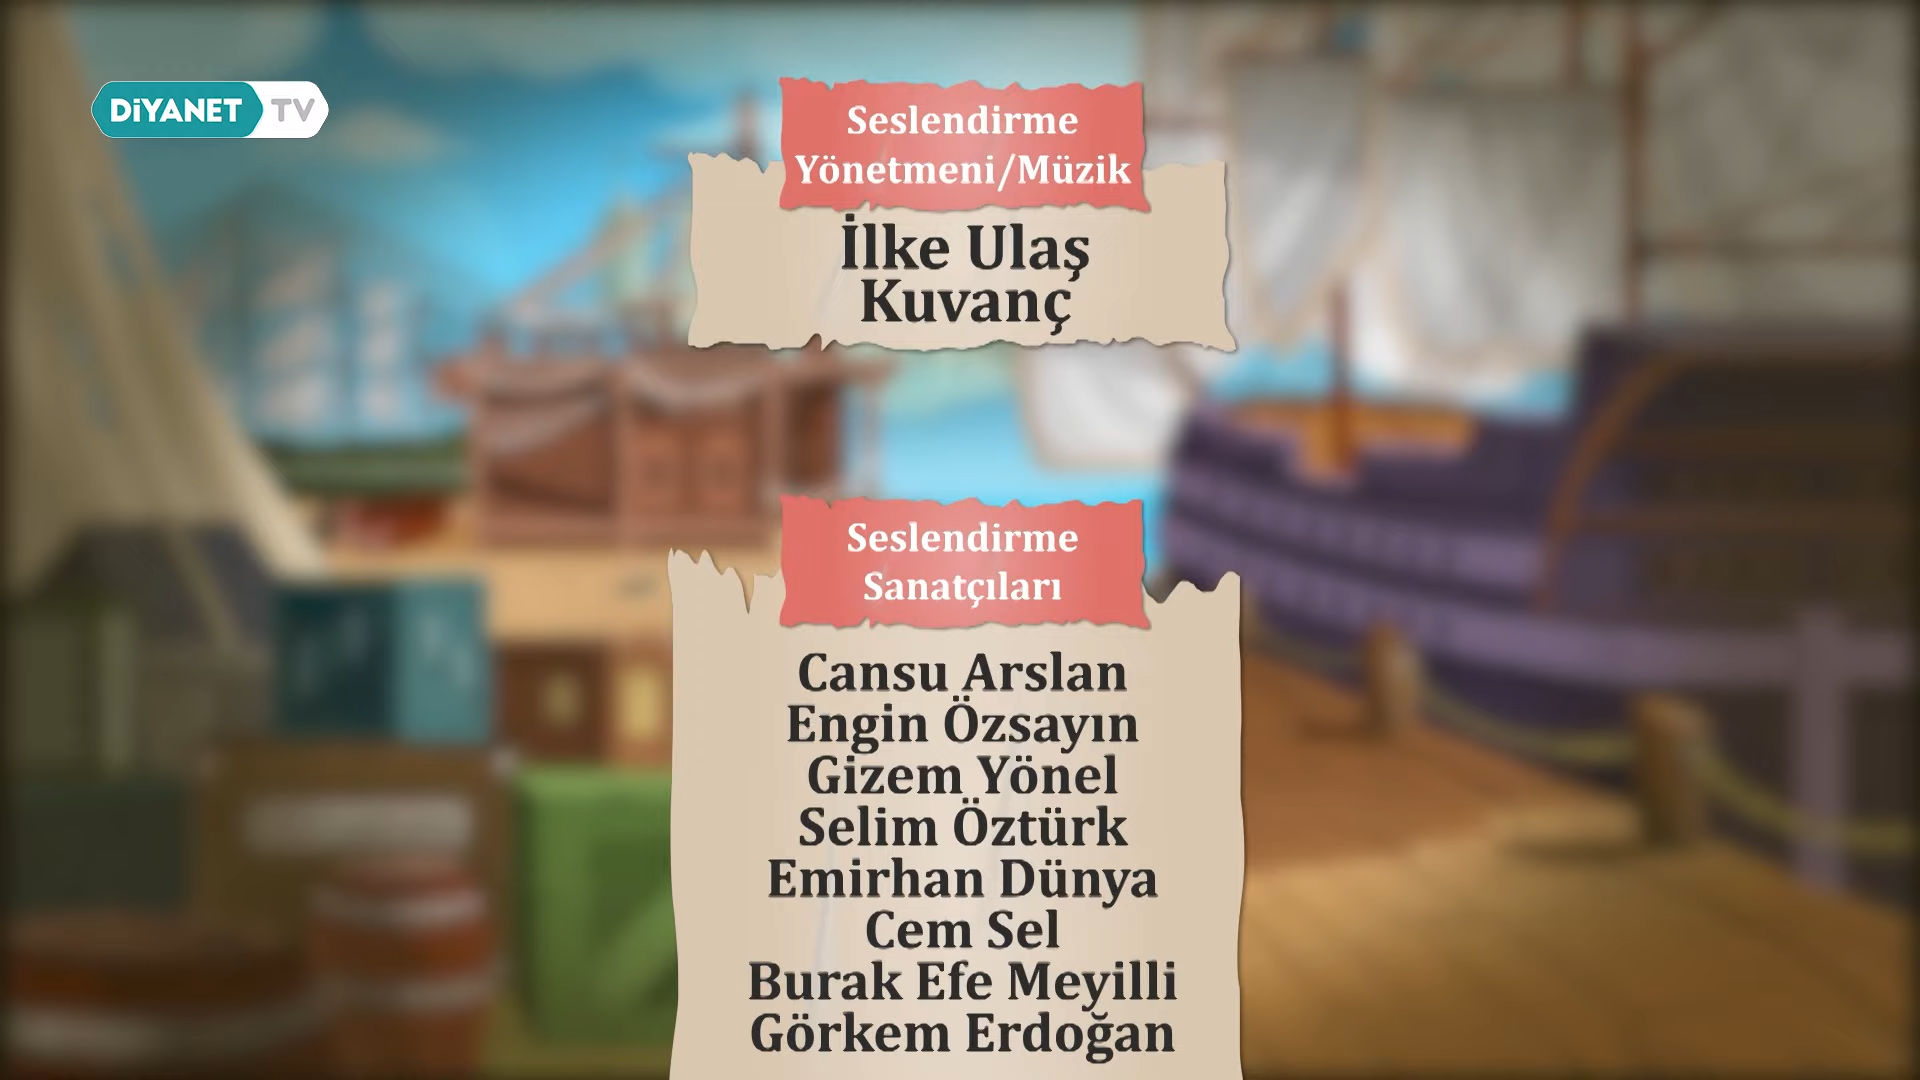 DİYANET TV
Seslendirme
Yönetmeni/Müzik
İlke Ulaş
Kuvanç
Seslendirme
Sanatçıları
Cansu Arslan
Engin Özsayın
Gizem Yönel
Selim Öztürk
Emirhan Dünya
Cem Sel
Burak Efe Meyilli
Görkem Erdoğan